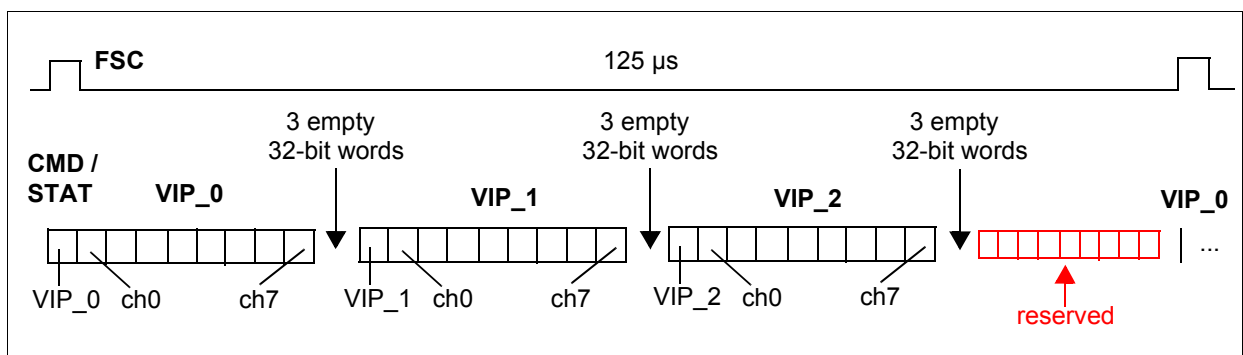 FSC 125 µs
3 empty 3 empty 3 empty
32-bit words 32-bit words 32-bit words
CMD /
STAT VIP_0 VIP_1 VIP_2 VIP_0
...
VIP_0 ch0 ch7 VIP_1 ch0 ch7 VIP_2 ch0 ch7
reserved